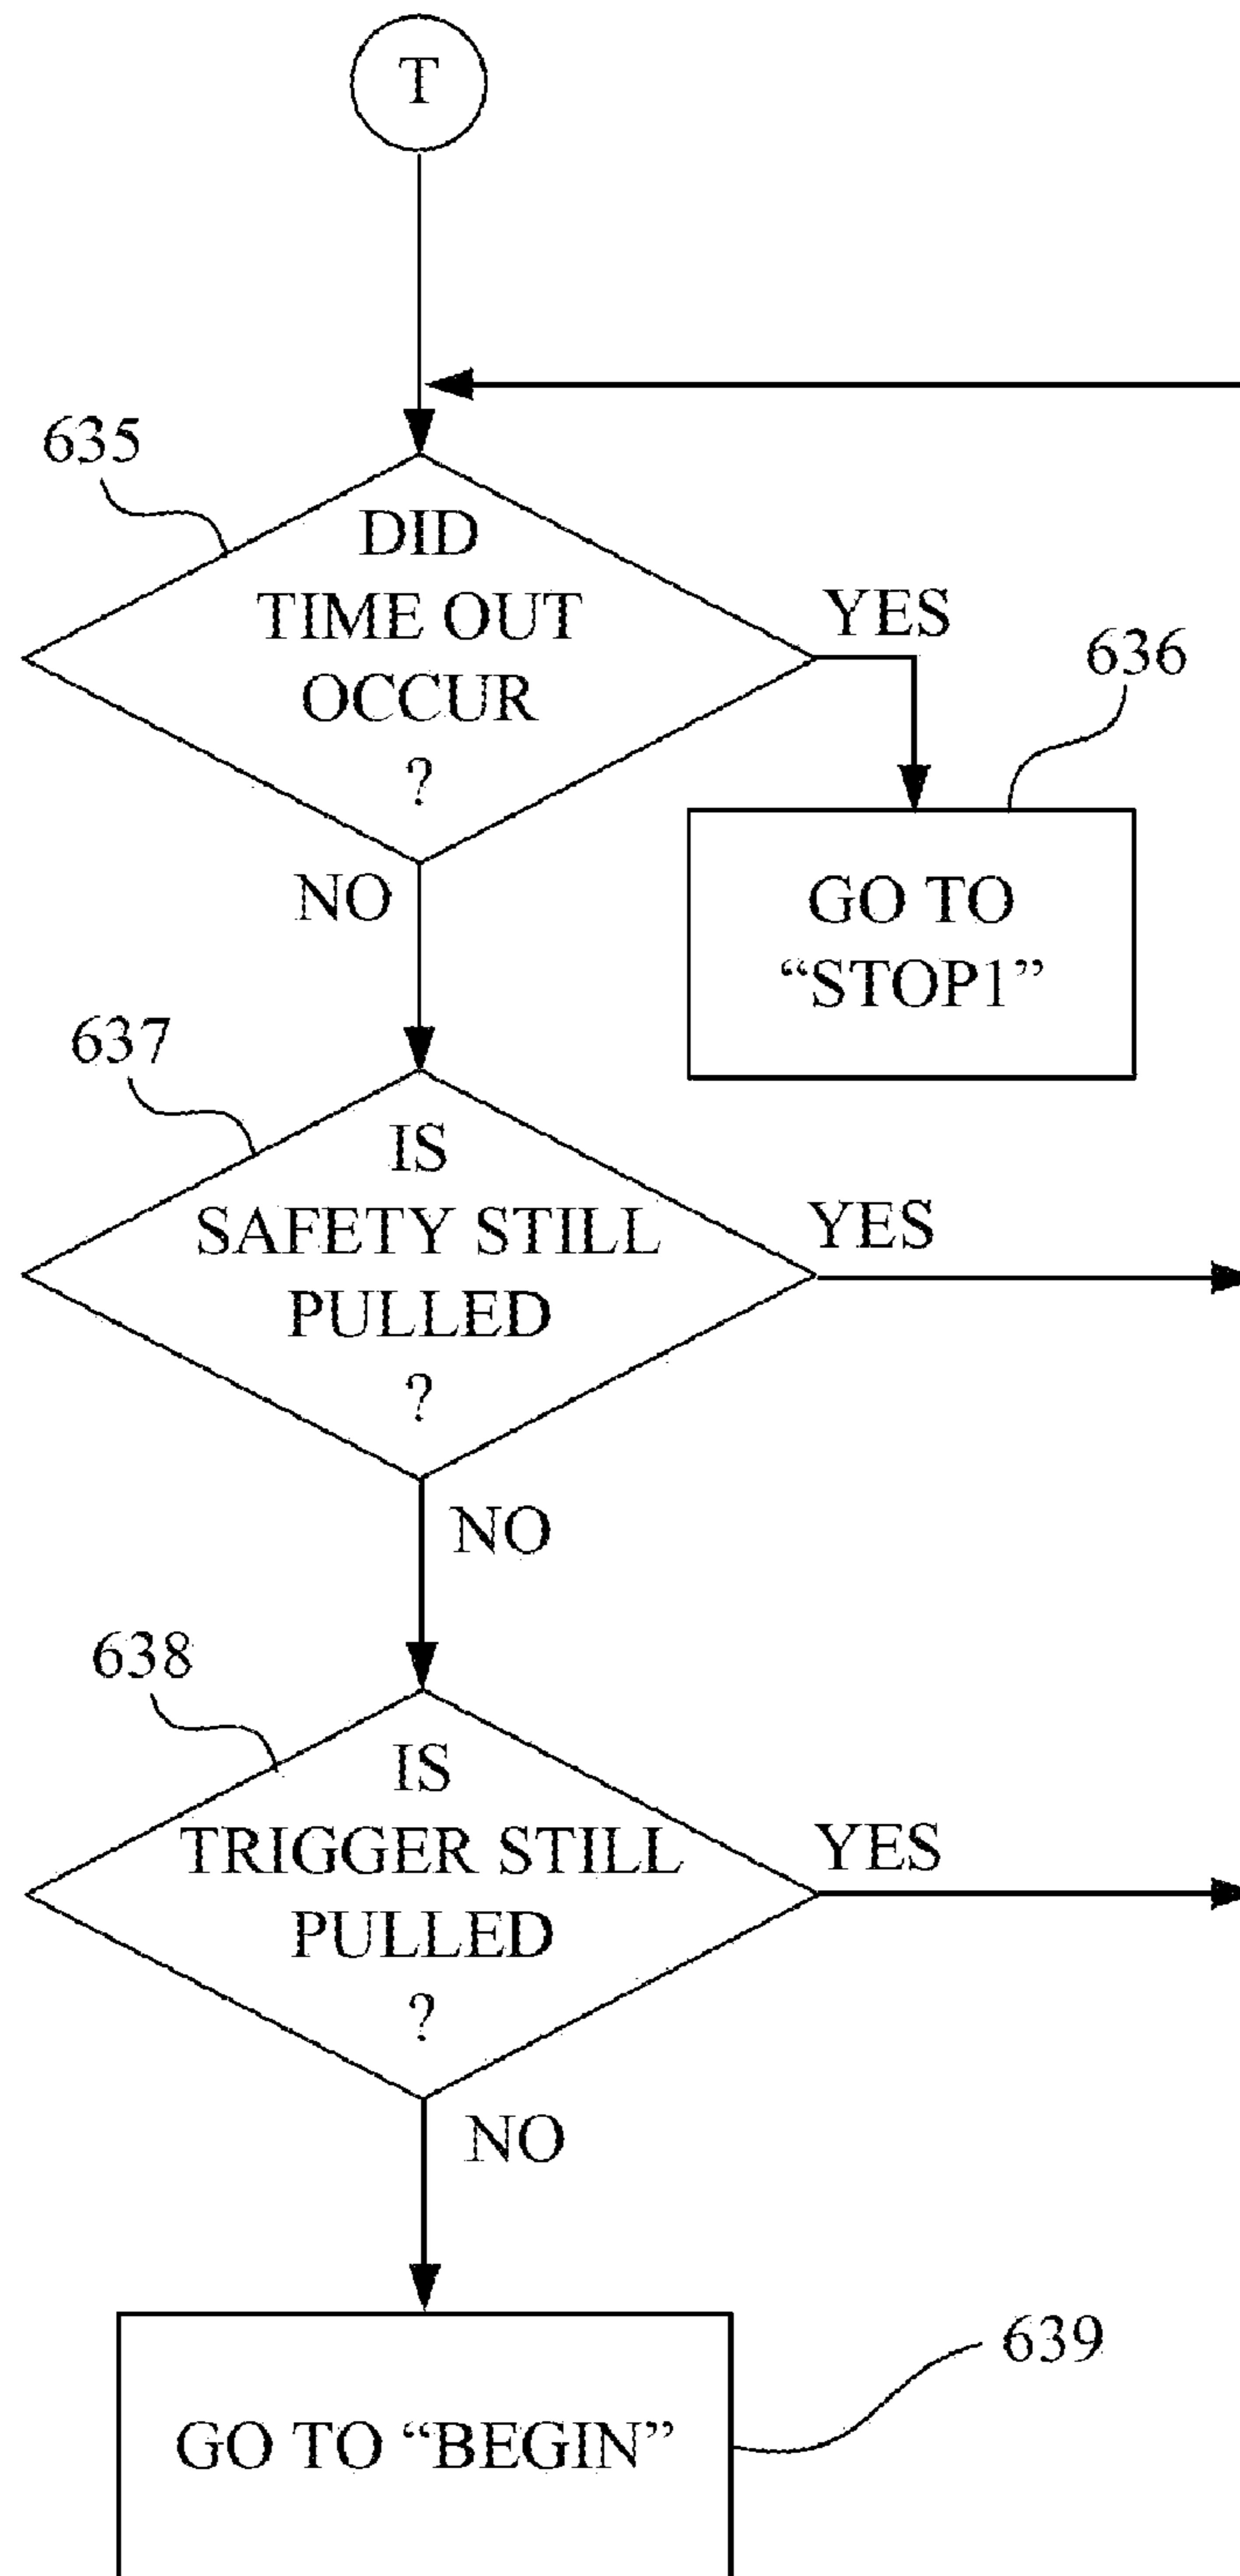 T
635
DID
TIME OUT
OCCUR
?
YES
636
GO TO
“STOP1”
NO
637
IS
SAFETY STILL
PULLED
?
YES
NO
638
IS
TRIGGER STILL
PULLED
?
YES
NO
639
GO TO “BEGIN”